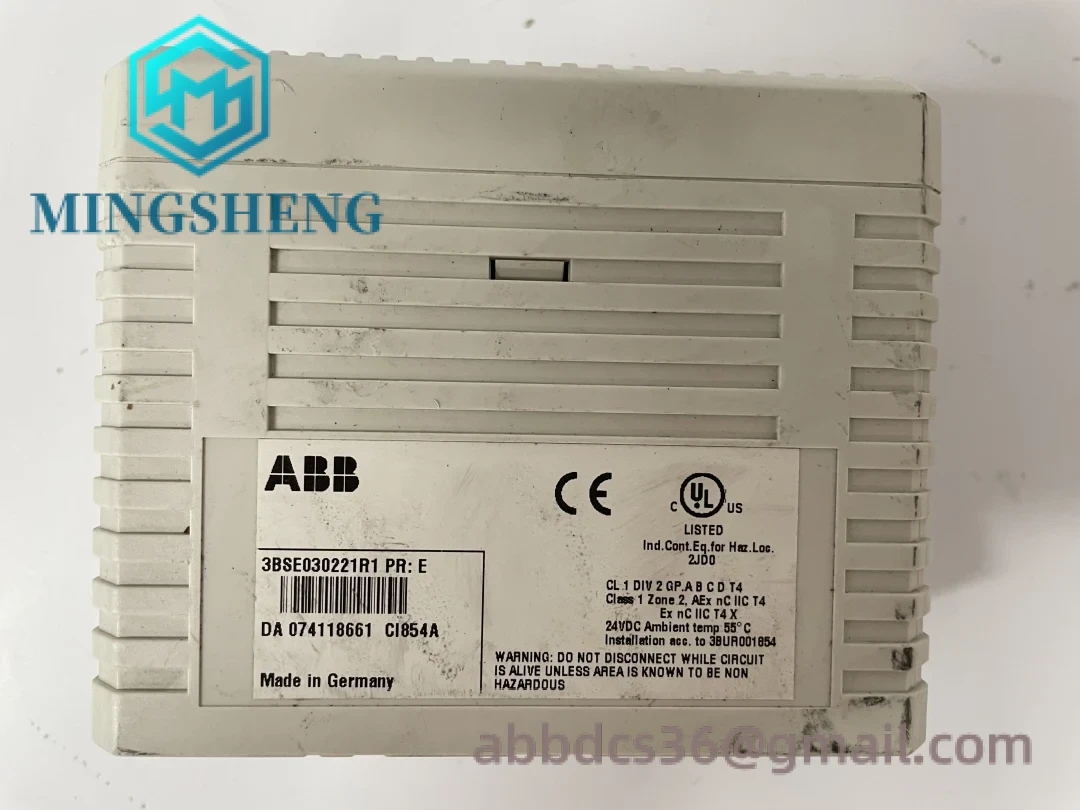 MINGSHENG
ABB
CE
C UL US
LISTED
Ind.Cont.Eq.for Haz.Loc.
2JD0
3BSE030221R1 PR: E
CL 1 DIV 2 GP.A B C D T4
Class 1 Zone 2, AEx nC IIC T4
Ex nC IIC T4 X
24VDC Ambient temp 55°C
Installation acc. to 3BUR001854
DA 074118661 CI854A
WARNING: DO NOT DISCONNECT WHILE CIRCUIT
IS ALIVE UNLESS AREA IS KNOWN TO BE NON
HAZARDOUS
Made in Germany
abbdcs36@gmail.com